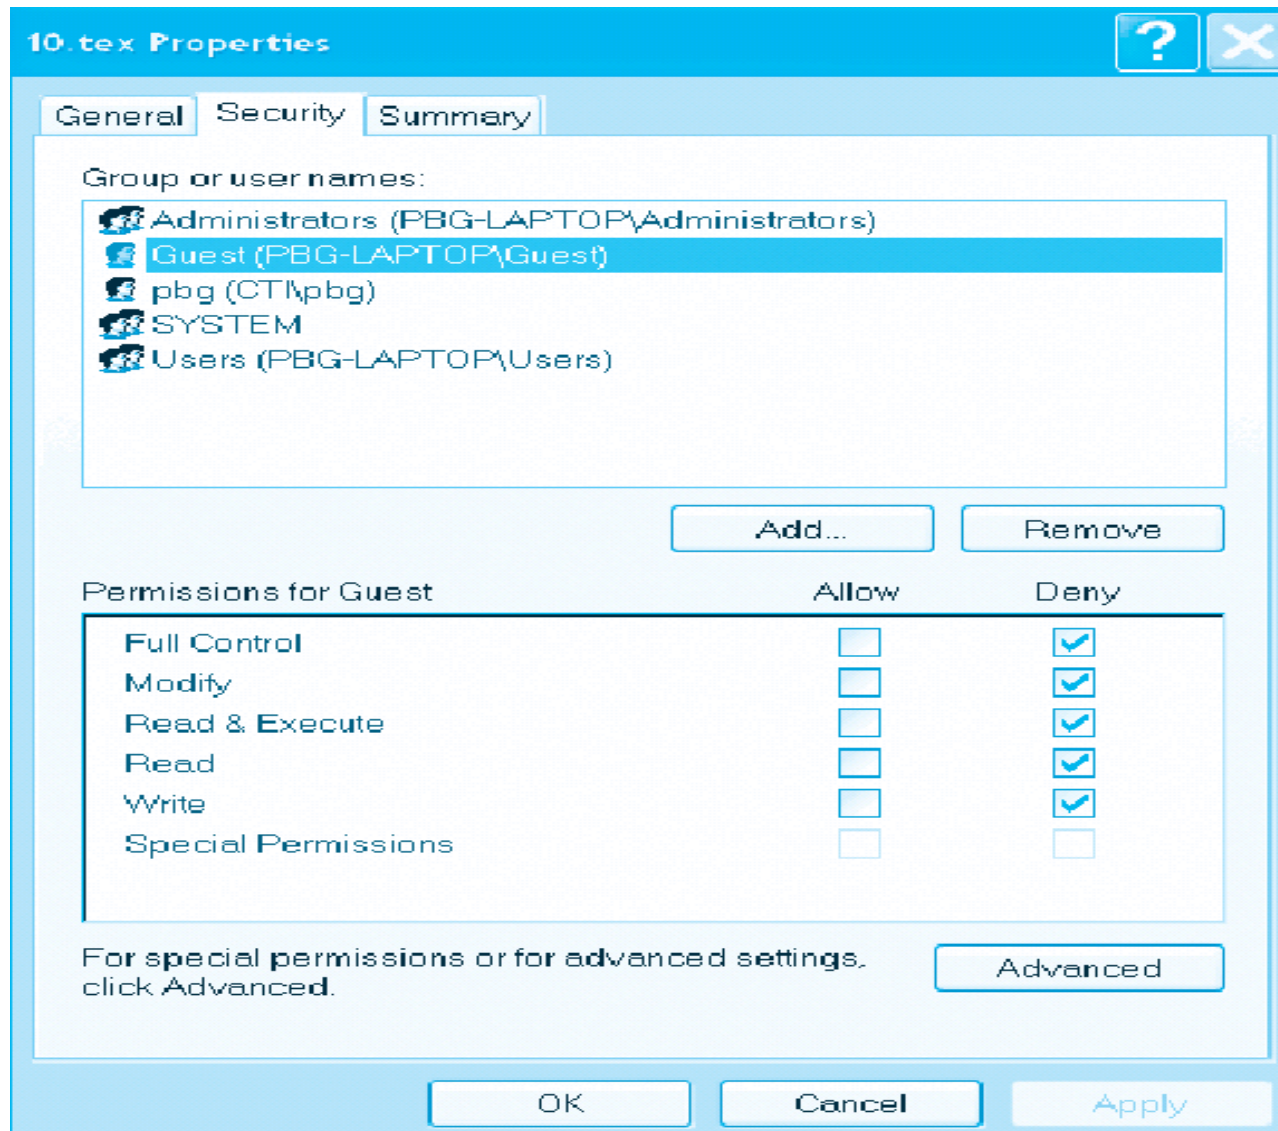 10.tex Properties
?
General Security Summary
Group or user names:
Administrators (PBG-LAPTOP\Administrators)
Guest (PBG-LAPTOP\Guest)
pbg (CTI\pbg)
SYSTEM
Users (PBG-LAPTOP\Users)
Add... Remove
Permissions for Guest Allow Deny
Full Control
Modify
Read & Execute
Read
Write
Special Permissions
For special permissions or for advanced settings, Advanced
click Advanced.
OK Cancel Apply